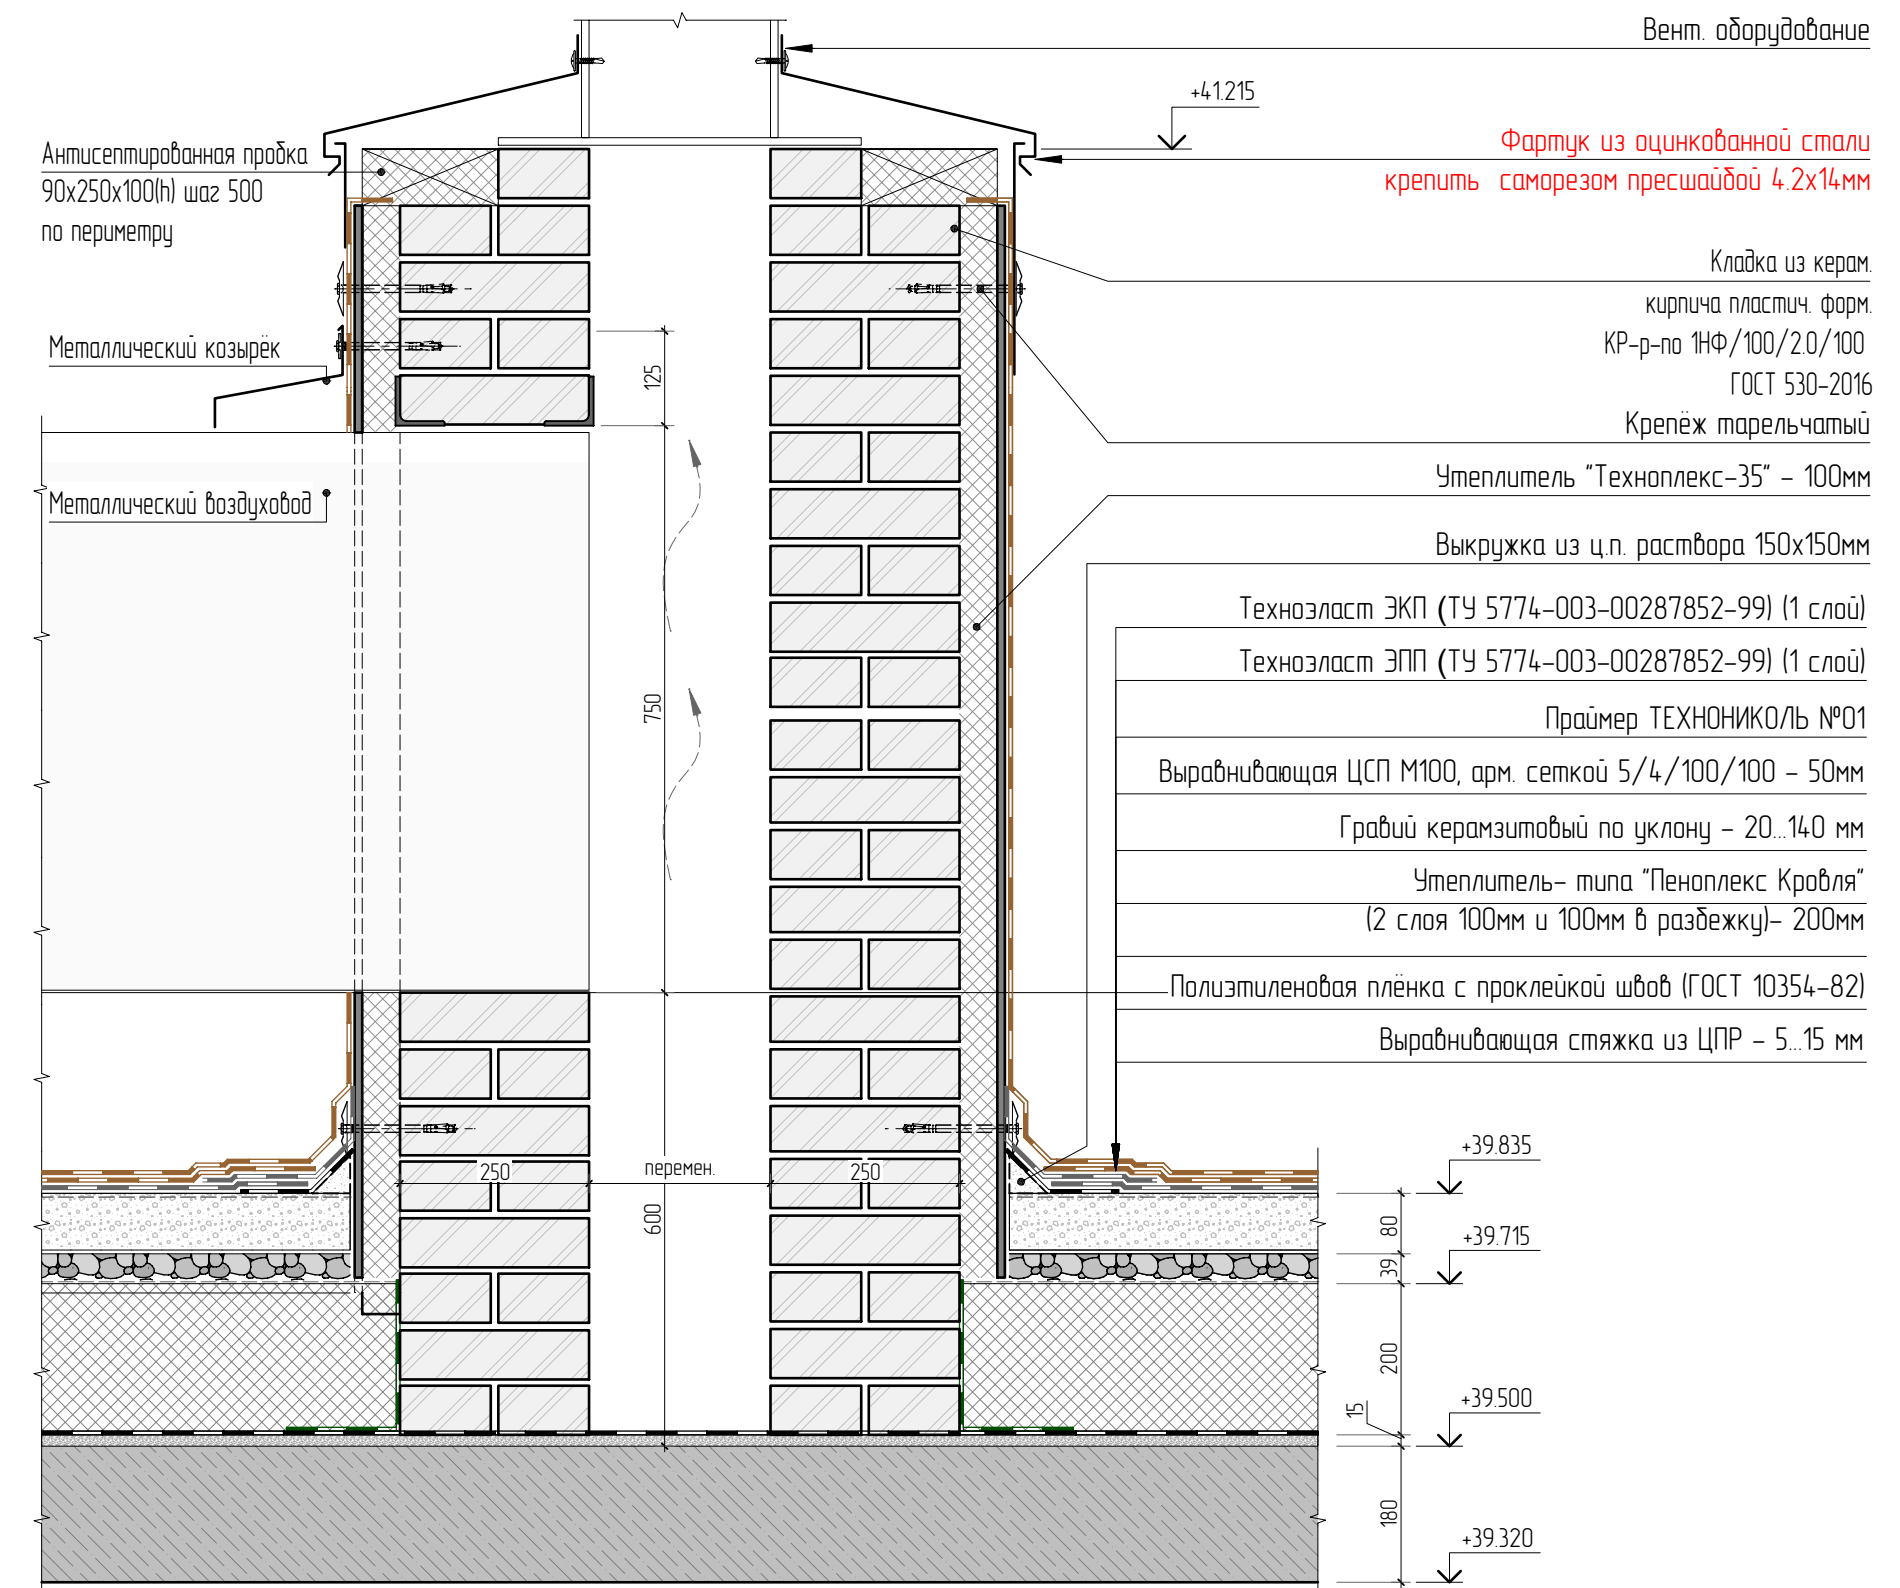 Вент. оборудование
+41.215
Антисептированная пробка
90х250х100(h) шаг 500
по периметру
Фартук из оцинкованной стали
крепить саморезом пресшайбой 4.2х14мм
Кладка из керам.
кирпича пластич. форм.
КР-р-по 1НФ/100/2.0/100
ГОСТ 530-2016
Металлический козырёк
125
Крепёж тарельчатый
Утеплитель "Техноплекс-35" - 100мм
Металлический воздуховод
Выкружка из ц.п. раствора 150х150мм
Техноэласт ЭКП (ТУ 5774-003-00287852-99) (1 слой)
Техноэласт ЭПП (ТУ 5774-003-00287852-99) (1 слой)
750
Праймер ТЕХНОНИКОЛЬ №01
Выравнивающая ЦСП М100, арм. сеткой 5/4/100/100 - 50мм
Гравий керамзитовый по уклону - 20...140 мм
Утеплитель- типа "Пеноплекс Кровля"
(2 слоя 100мм и 100мм в разбежку)- 200мм
Полиэтиленовая плёнка с проклейкой швов (ГОСТ 10354-82)
Выравнивающая стяжка из ЦПР - 5...15 мм
+39.835
250
перемен.
250
600
80
+39.715
39
200
+39.500
15
180
+39.320